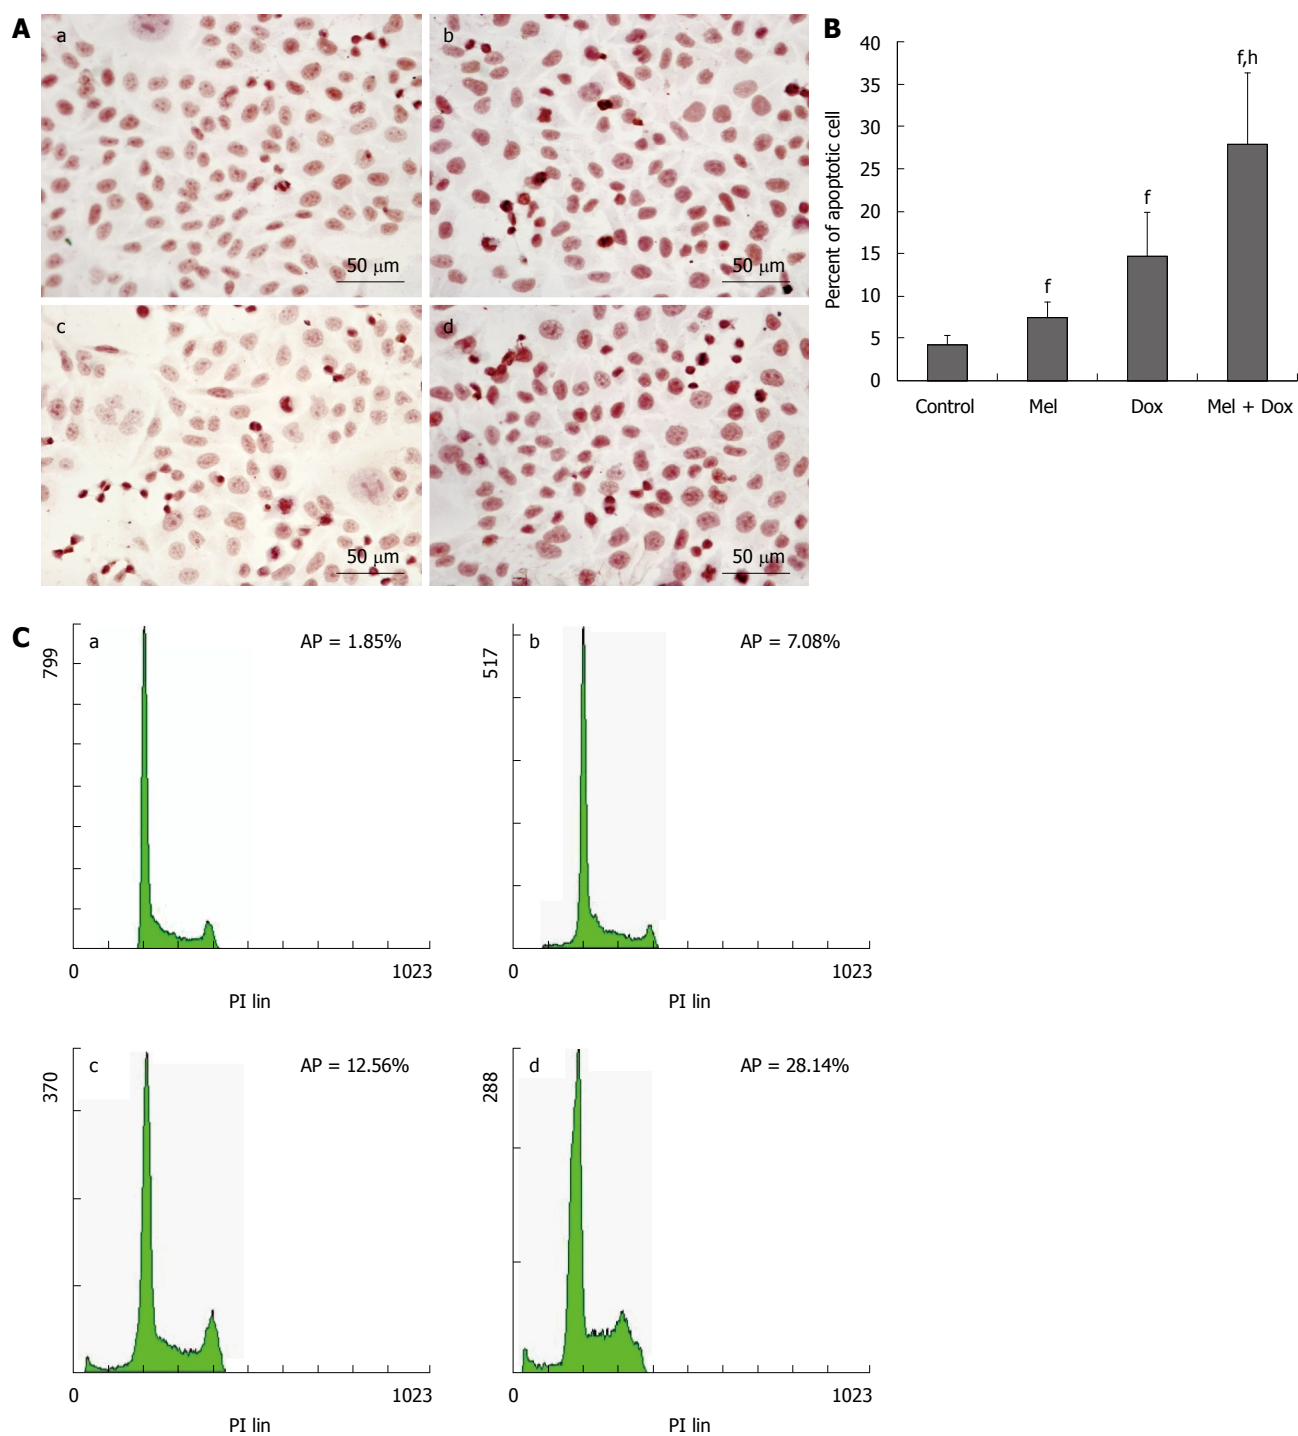 A
a
b
50 μm
50 μm
c
d
50 μm
50 μm
B
40
35
30
25
20
15
10
5
0
Percent of apoptotic cell
f
f
f,h
Control Mel Dox Mel + Dox
C
a
AP = 1.85%
799
0 1023
PI lin
b
AP = 7.08%
517
0 1023
PI lin
c
AP = 12.56%
370
0 1023
PI lin
d
AP = 28.14%
288
0 1023
PI lin